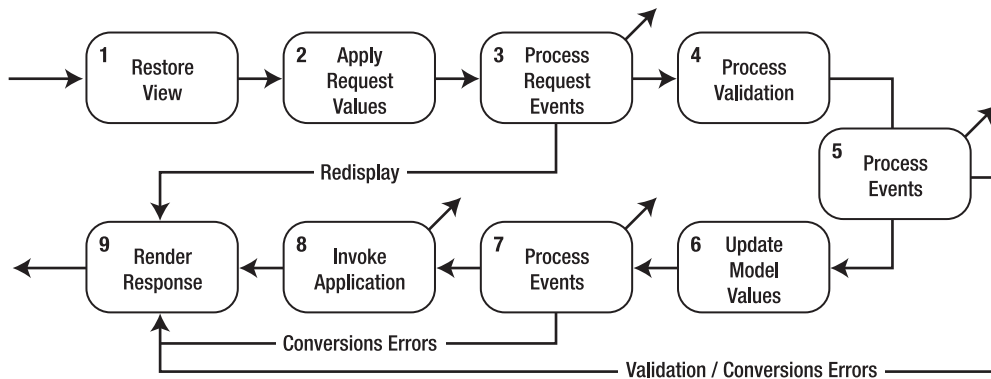 1 Restore
View
2 Apply
Request
Values
3 Process
Request
Events
4 Process
Validation
5 Process
Events
Redisplay
9 Render
Response
8 Invoke
Application
7 Process
Events
6 Update
Model
Values
Conversions Errors
Validation / Conversions Errors